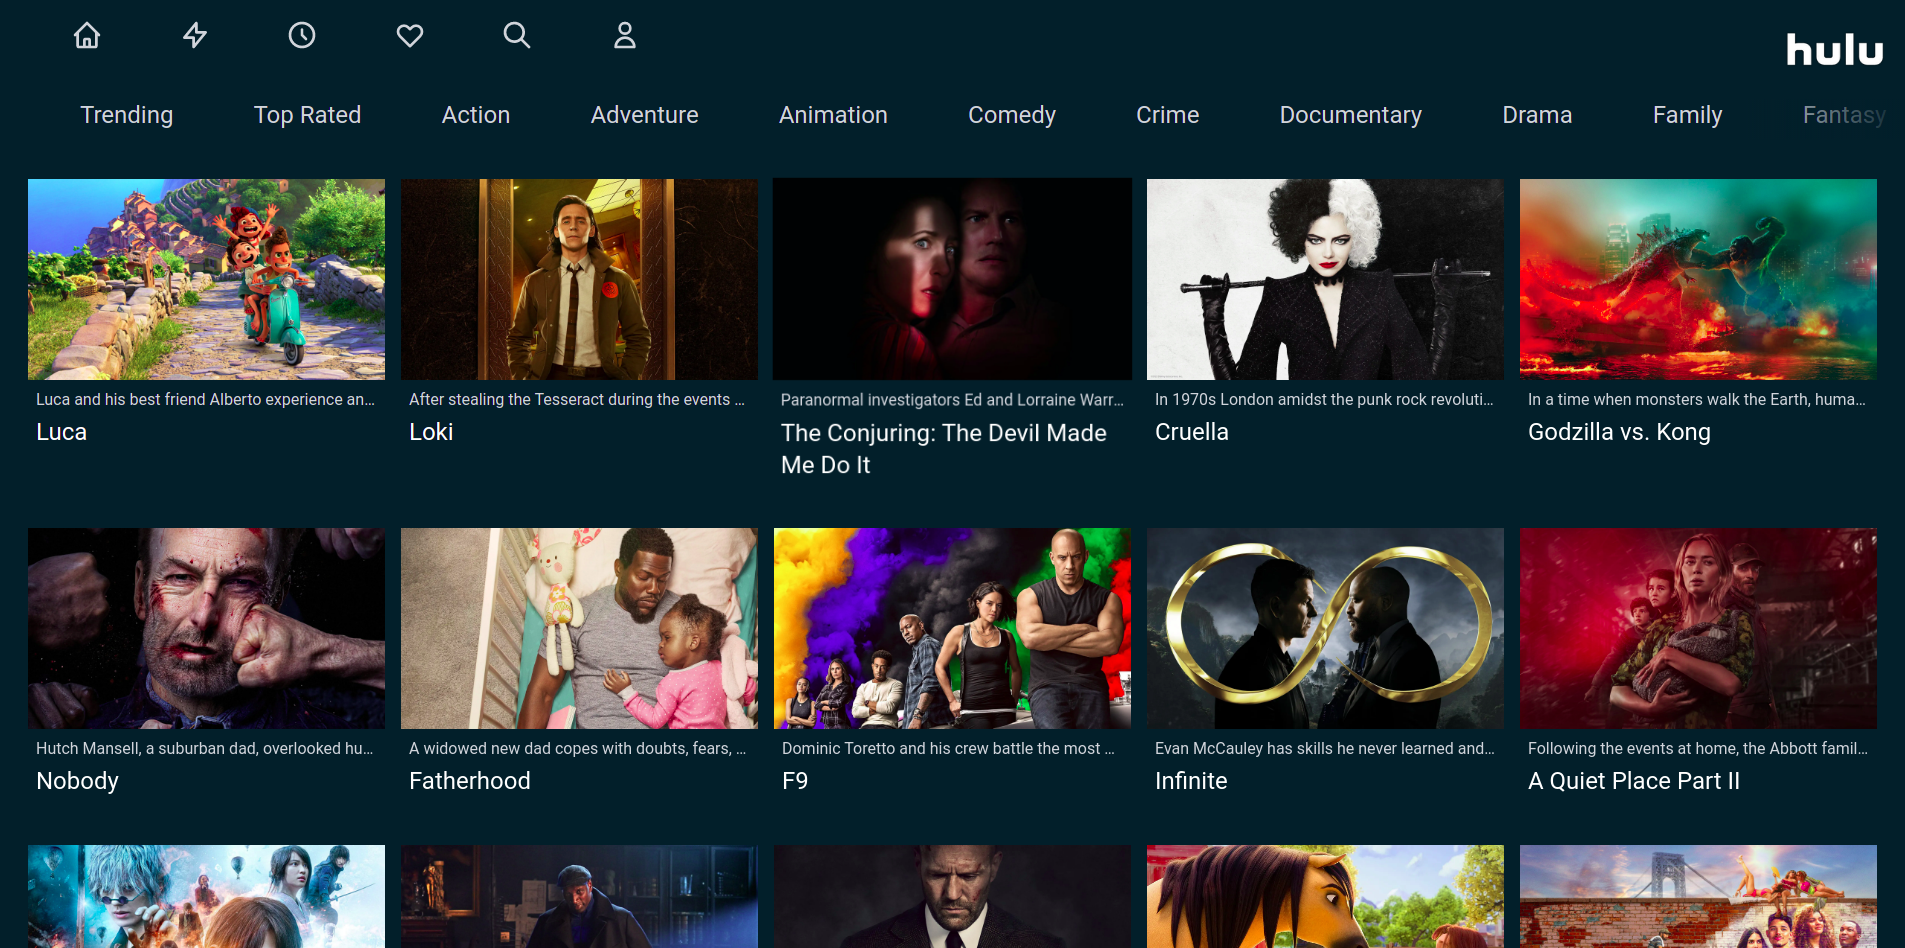 hulu
Trending Top Rated Action Adventure Animation Comedy Crime Documentary Drama Family Fantasy
Luca and his best friend Alberto experience an...
Luca
After stealing the Tesseract during the events ...
Loki
Paranormal investigators Ed and Lorraine Warr...
The Conjuring: The Devil Made
Me Do It
In 1970s London amidst the punk rock revoluti...
Cruella
In a time when monsters walk the Earth, huma...
Godzilla vs. Kong
Hutch Mansell, a suburban dad, overlooked hu...
Nobody
A widowed new dad copes with doubts, fears, ...
Fatherhood
Dominic Toretto and his crew battle the most ...
F9
Evan McCauley has skills he never learned and...
Infinite
Following the events at home, the Abbott famil...
A Quiet Place Part II